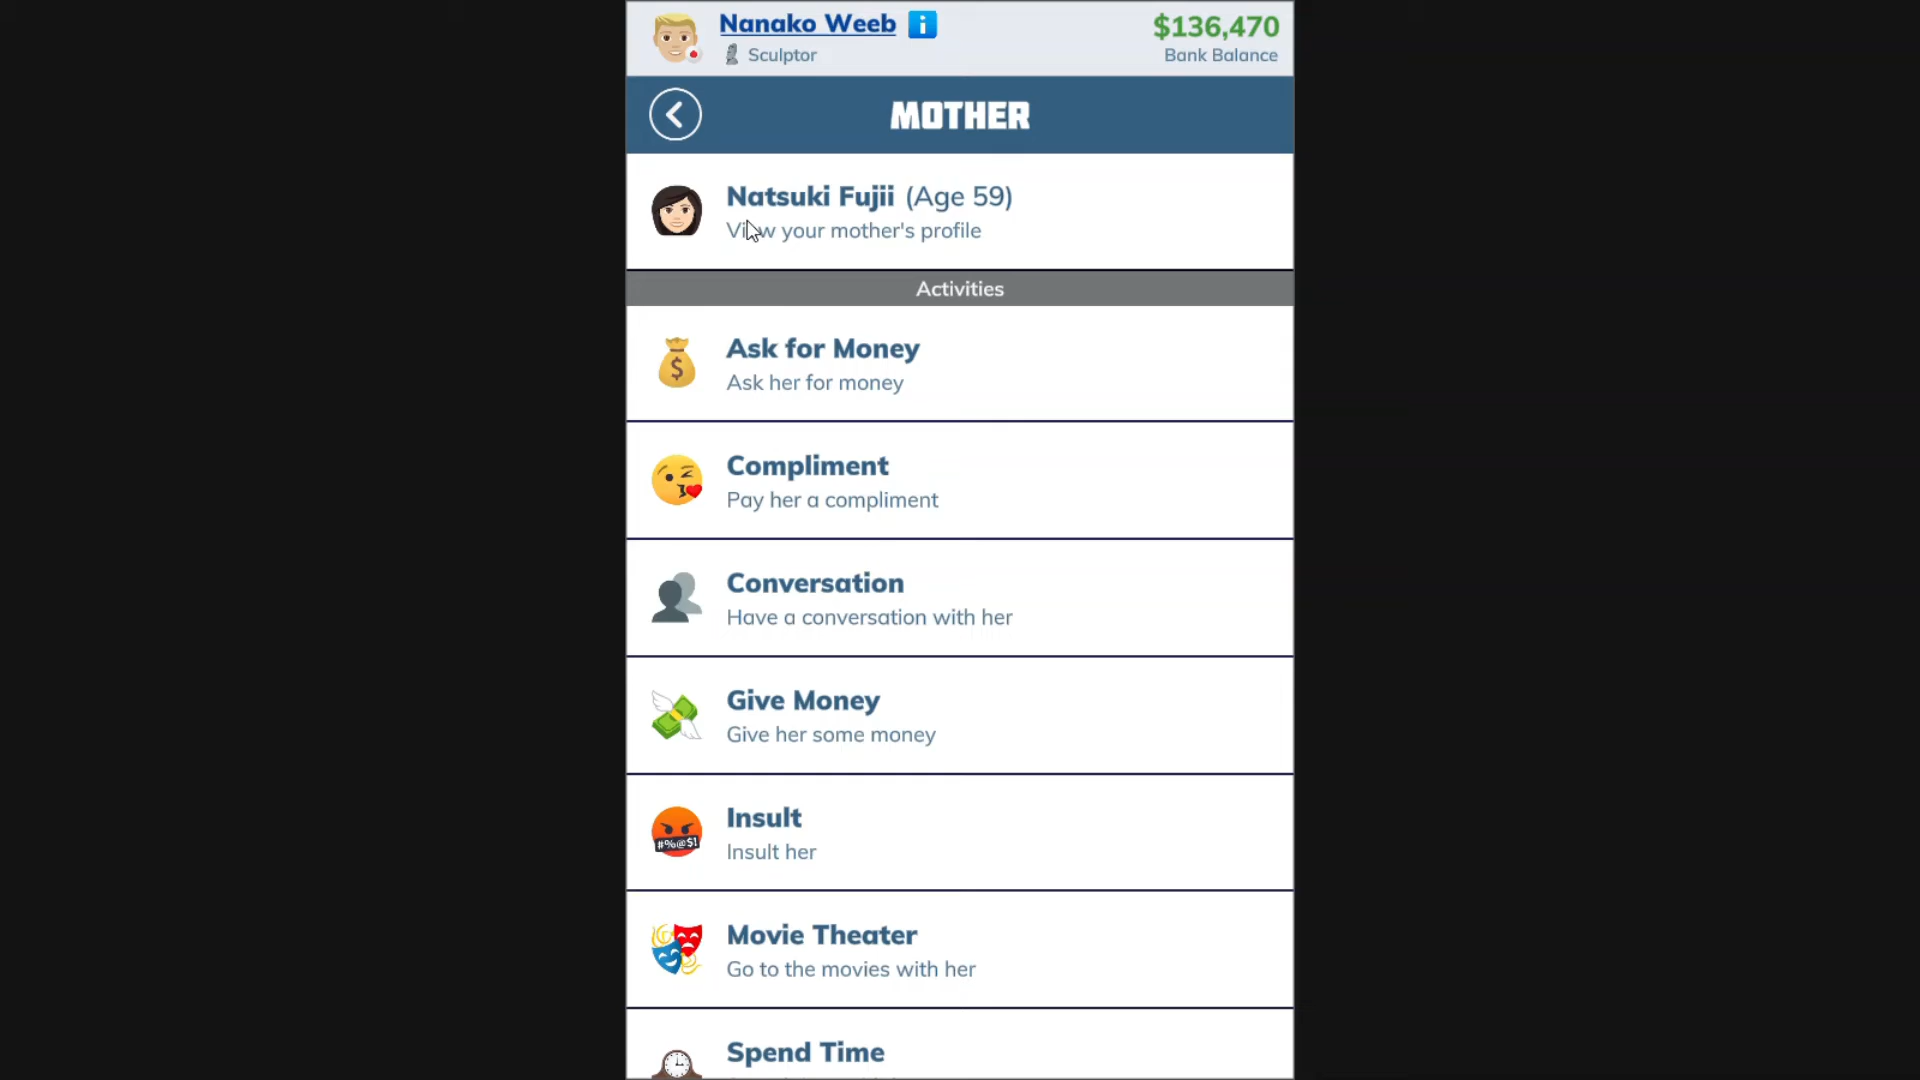 Nanako Weeb
Sculptor
$136,470
Bank Balance
MOTHER
Natsuki Fujii (Age 59)
View your mother's profile
Activities
Ask for Money
Ask her for money
Compliment
Pay her a compliment
Conversation
Have a conversation with her
Give Money
Give her some money
#%@$!
Insult
Insult her
Movie Theater
Go to the movies with her
Spend Time